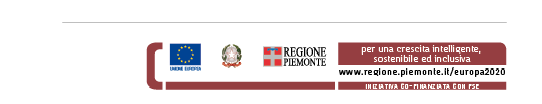 UNIONE EUROPEA
REGIONE
PIEMONTE
per una crescita intelligente,
sostenibile ed inclusiva
www.regione.piemonte.it/europa2020
INIZIATIVA CO-FINANZIATA CON FSE